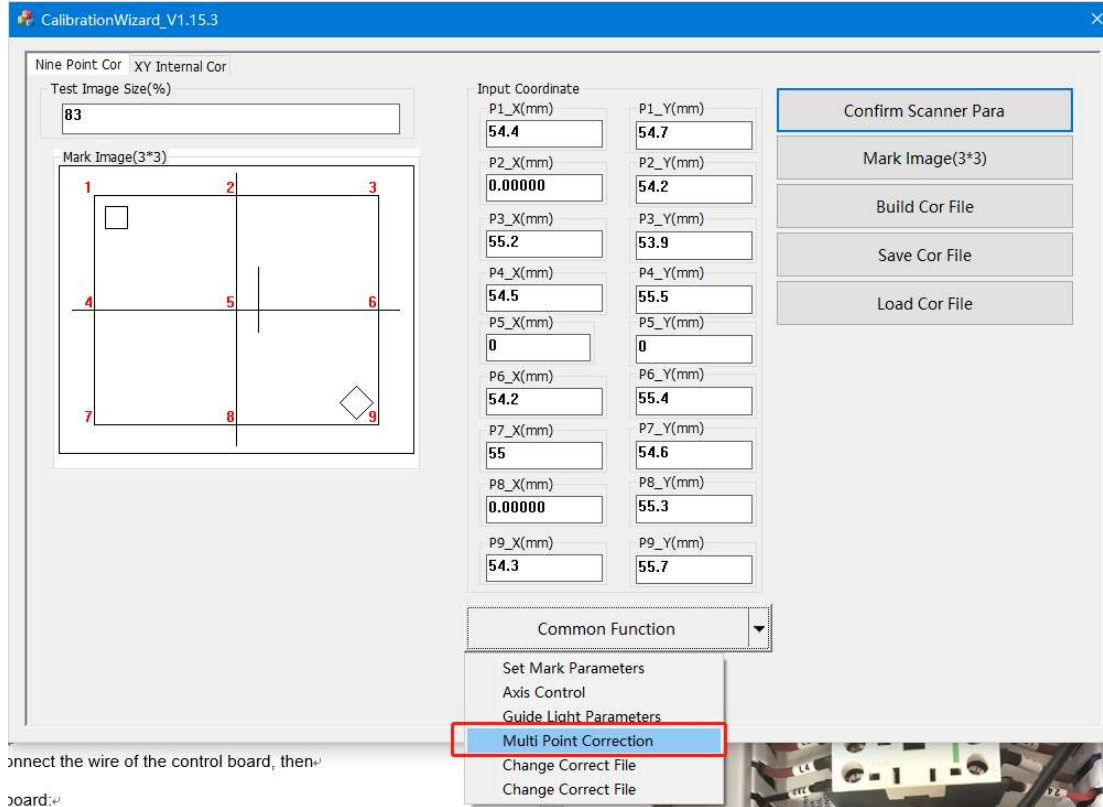 CalibrationWizard_V1.15.3
Nine Point Cor XY Internal Cor
Test Image Size(%)
83
Mark Image(3*3)
1 2 3
4 5 6
7 8 9
Input Coordinate
P1_X(mm) P1_Y(mm)
54.4 54.7
P2_X(mm) P2_Y(mm)
0.00000 54.2
P3_X(mm) P3_Y(mm)
55.2 53.9
P4_X(mm) P4_Y(mm)
54.5 55.5
P5_X(mm) P5_Y(mm)
0 0
P6_X(mm) P6_Y(mm)
54.2 55.4
P7_X(mm) P7_Y(mm)
55 54.6
P8_X(mm) P8_Y(mm)
0.00000 55.3
P9_X(mm) P9_Y(mm)
54.3 55.7
Confirm Scanner Para
Mark Image(3*3)
Build Cor File
Save Cor File
Load Cor File
Common Function
Set Mark Parameters
Axis Control
Guide Light Parameters
Multi Point Correction
Change Correct File
Change Correct File
onnect the wire of the control board, then
board:
L4